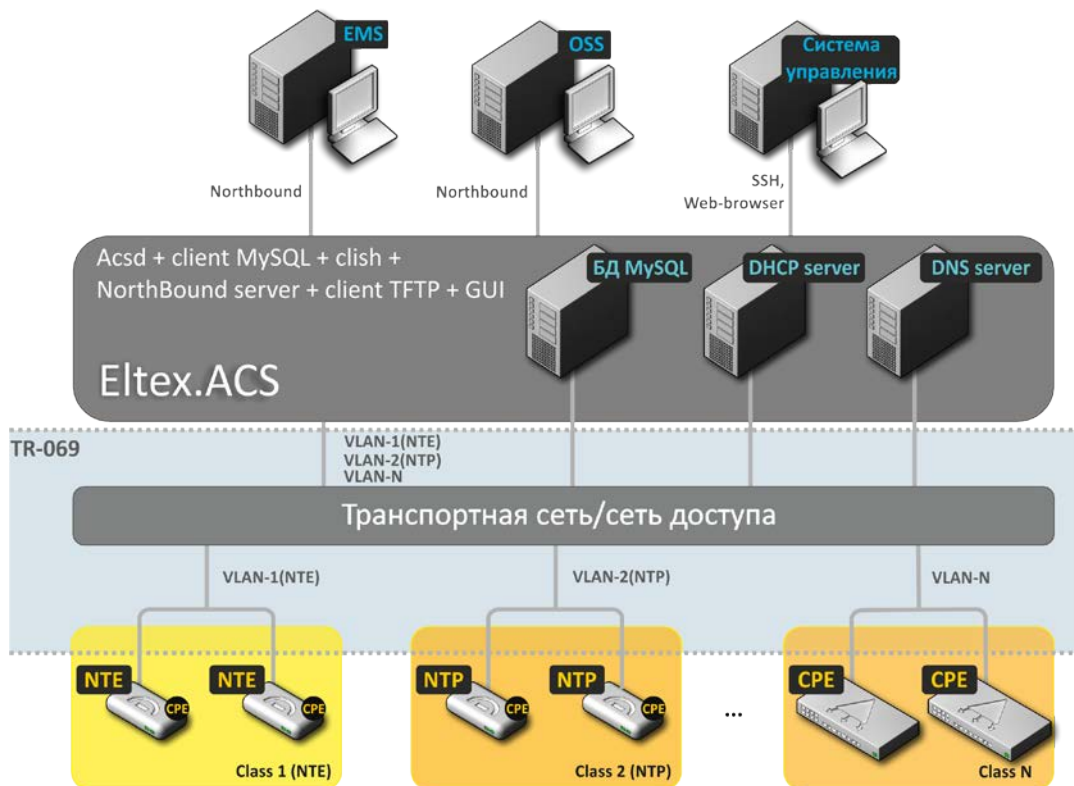 EMS
OSS
Система
управления
Northbound
Northbound
SSH,
Web-browser
Acsd + client MySQL + clish +
NorthBound server + client TFTP + GUI
БД MySQL
DHCP server
DNS server
Eltex.ACS
TR-069
VLAN-1(NTE)
VLAN-2(NTP)
VLAN-N
Транспортная сеть/сеть доступа
VLAN-1(NTE)
VLAN-2(NTP)
VLAN-N
NTE
CPE
NTE
CPE
Class 1 (NTE)
NTP
CPE
NTP
CPE
Class 2 (NTP)
...
CPE
CPE
Class N